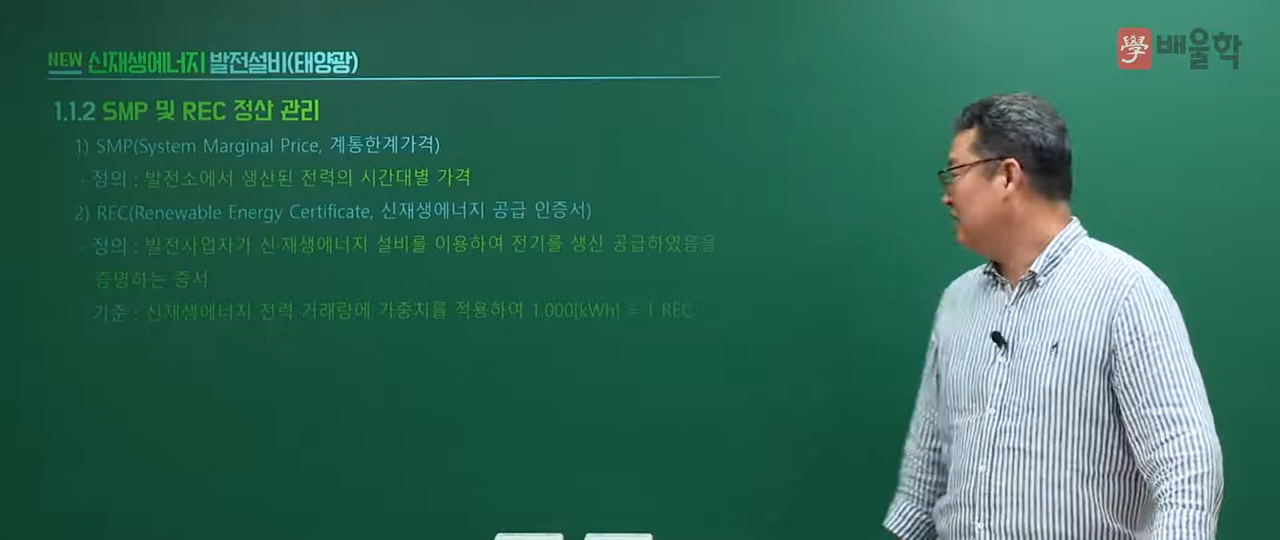 學 배울학
NEW 신재생에너지 발전설비(태양광)
1.1.2 SMP 및 REC 정산 관리
1) SMP(System Marginal Price, 계통한계가격)
· 정의 : 발전소에서 생산된 전력의 시간대별 가격
2) REC(Renewable Energy Certificate, 신재생에너지 공급 인증서)
· 정의 : 발전사업자가 신·재생에너지 설비를 이용하여 전기를 생신 공급하였음을
증명하는 증서
기준 : 신재생에너지 전력 거래량에 가중치를 적용하여 1,000[kWh] = 1 REC